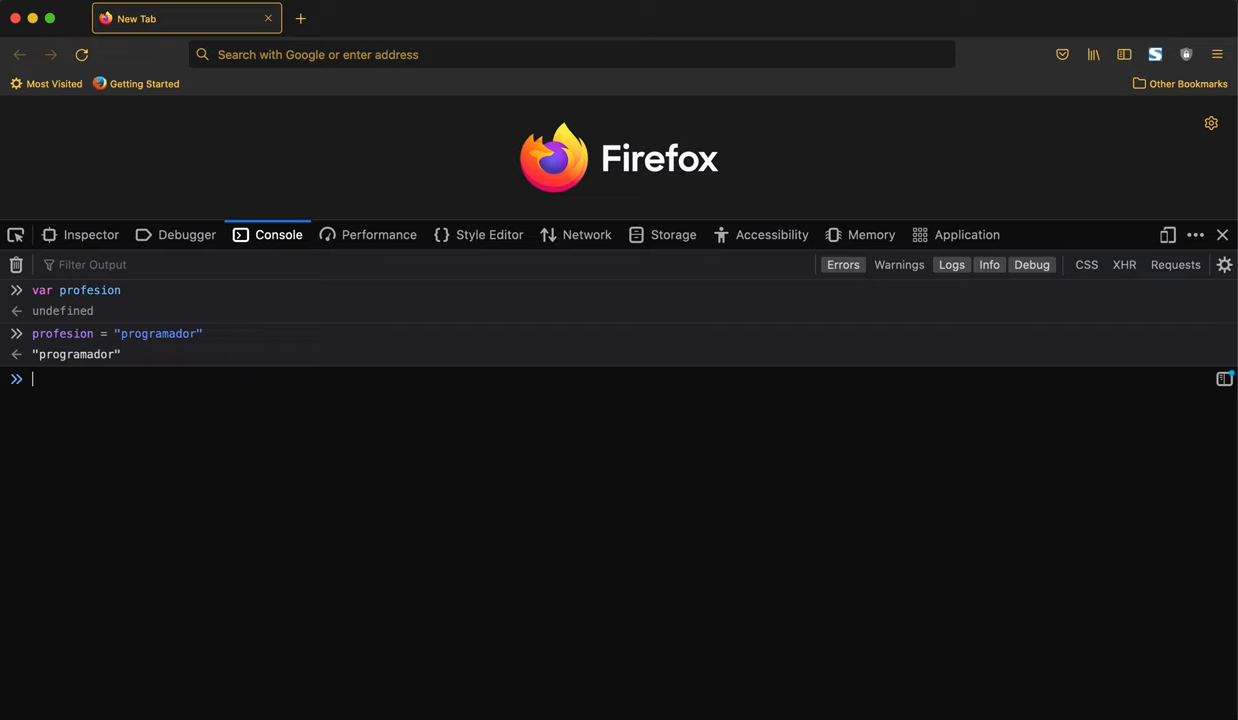 New Tab
Search with Google or enter address
Most Visited Getting Started Other Bookmarks
Firefox
Inspector Debugger Console Performance Style Editor Network Storage Accessibility Memory Application
Filter Output Errors Warnings Logs Info Debug CSS XHR Requests
var profesion
undefined
profesion = "programador"
"programador"